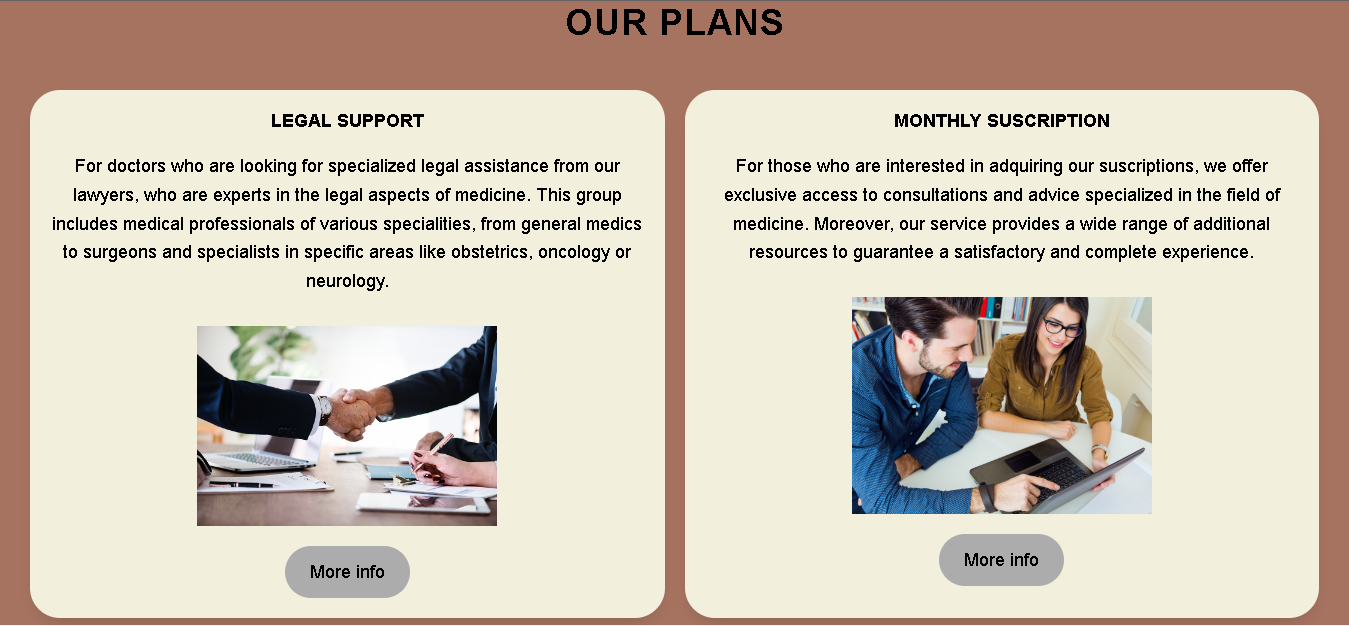 OUR PLANS
LEGAL SUPPORT
For doctors who are looking for specialized legal assistance from our
lawyers, who are experts in the legal aspects of medicine. This group
includes medical professionals of various specialities, from general medics
to surgeons and specialists in specific areas like obstetrics, oncology or
neurology.
More info
MONTHLY SUSCRIPTION
For those who are interested in adquiring our suscriptions, we offer
exclusive access to consultations and advice specialized in the field of
medicine. Moreover, our service provides a wide range of additional
resources to guarantee a satisfactory and complete experience.
More info